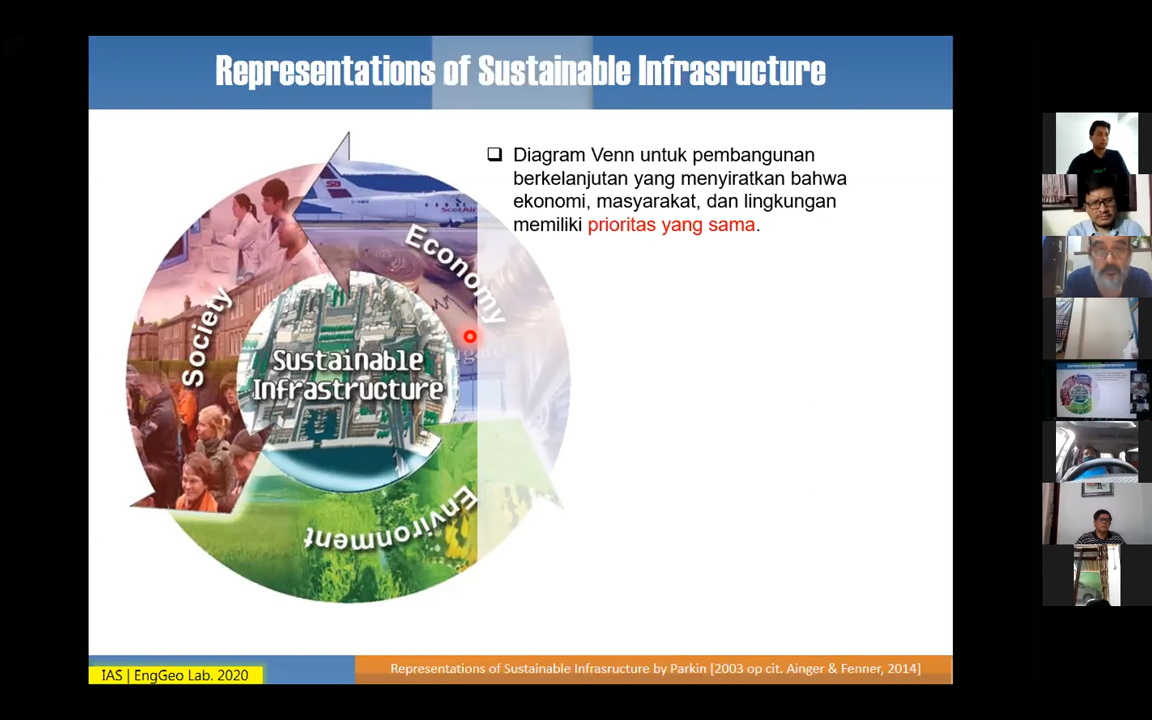 Representations of Sustainable Infrasructure
Diagram Venn untuk pembangunan
berkelanjutan yang menyiratkan bahwa
ekonomi, masyarakat, dan lingkungan
memiliki prioritas yang sama.
Economy
Society
Sustainable
Infrastructure
Environment
IAS | EngGeo Lab. 2020
Representations of Sustainable Infrasructure by Parkin [2003 op cit. Ainger & Fenner, 2014]